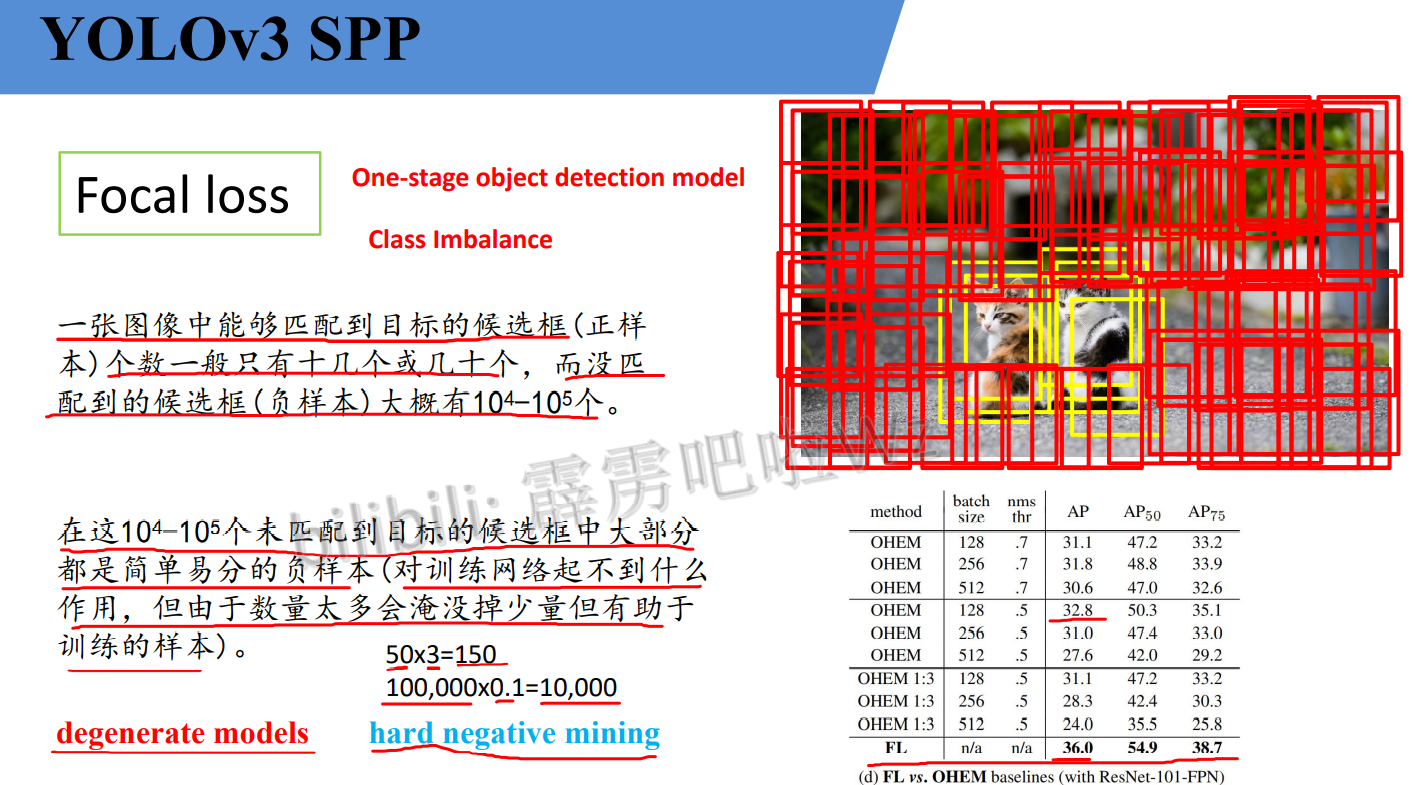 YOLOv3 SPP
Focal loss
One-stage object detection model
Class Imbalance
一张图像中能够匹配到目标的候选框(正样
本)个数一般只有十几个或几十个，而没匹
配到的候选框(负样本)大概有10⁴–10⁵个。
在这10⁴–10⁵个未匹配到目标的候选框中大部分
都是简单易分的负样本(对训练网络起不到什么
作用，但由于数量太多会淹没掉少量但有助于
训练的样本)。
50x3=150
100,000x0.1=10,000
degenerate models
hard negative mining
bilibili: 霹雳吧啦Wz
method batch size nms thr AP AP50 AP75
OHEM 128 .7 31.1 47.2 33.2
OHEM 256 .7 31.8 48.8 33.9
OHEM 512 .7 30.6 47.0 32.6
OHEM 128 .5 32.8 50.3 35.1
OHEM 256 .5 31.0 47.4 33.0
OHEM 512 .5 27.6 42.0 29.2
OHEM 1:3 128 .5 31.1 47.2 33.2
OHEM 1:3 256 .5 28.3 42.4 30.3
OHEM 1:3 512 .5 24.0 35.5 25.8
FL n/a n/a 36.0 54.9 38.7
(d) FL vs. OHEM baselines (with ResNet-101-FPN)